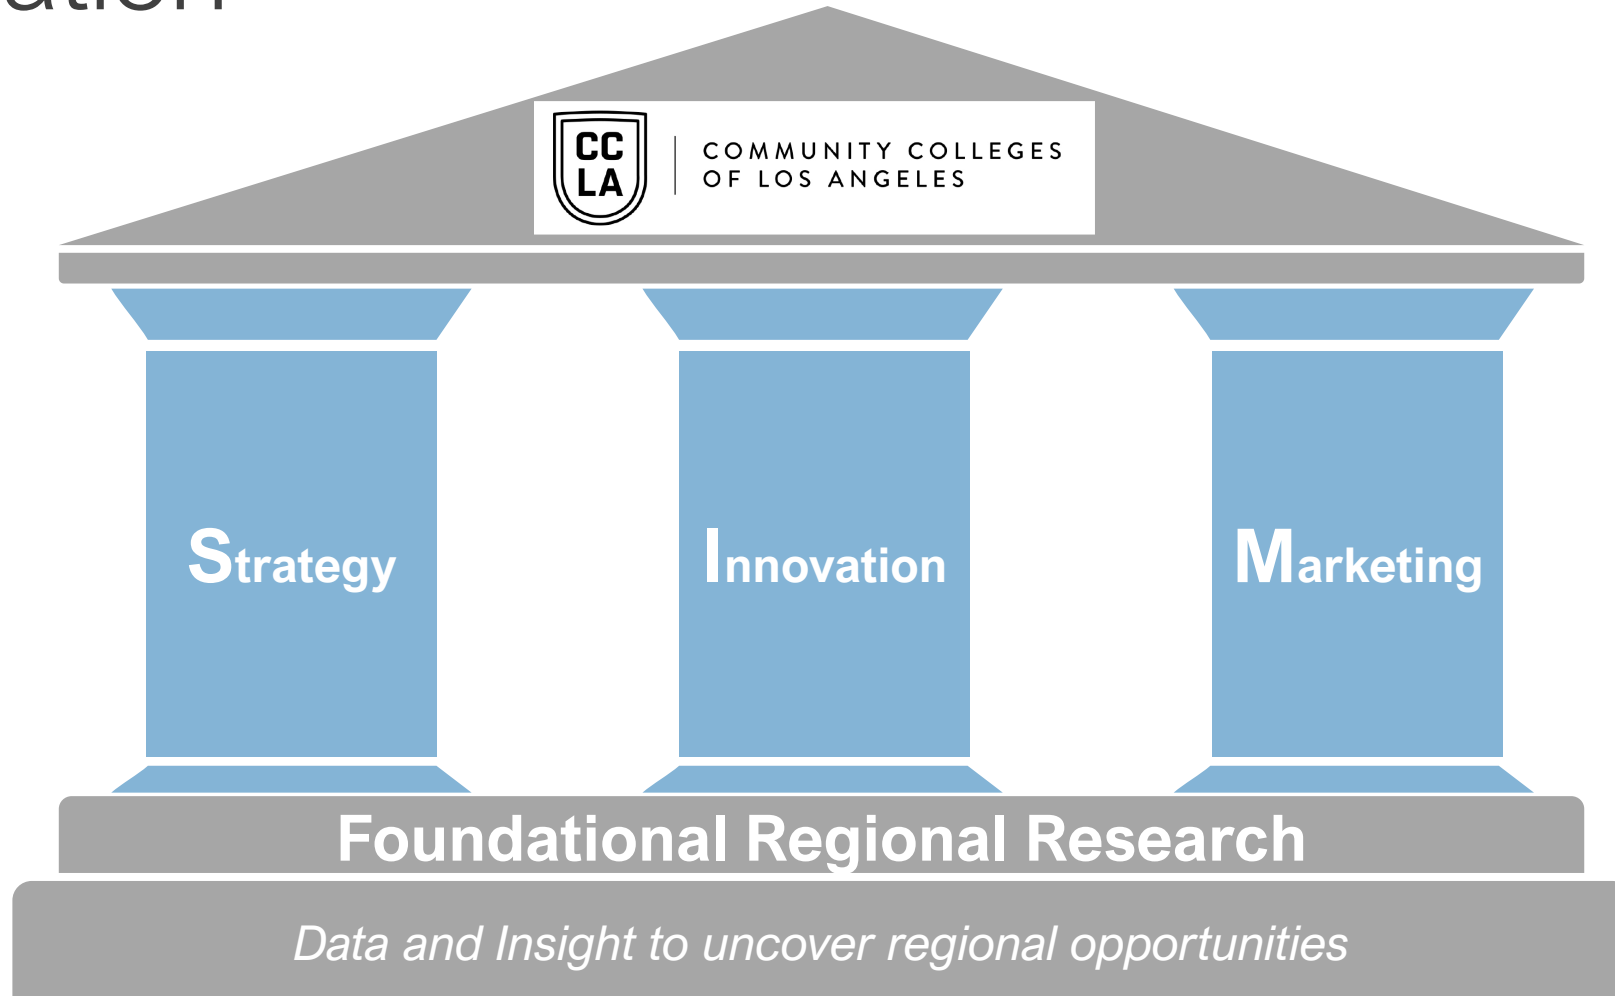 CC
LA
COMMUNITY COLLEGES
OF LOS ANGELES
Strategy
Innovation
Marketing
Foundational Regional Research
Data and Insight to uncover regional opportunities